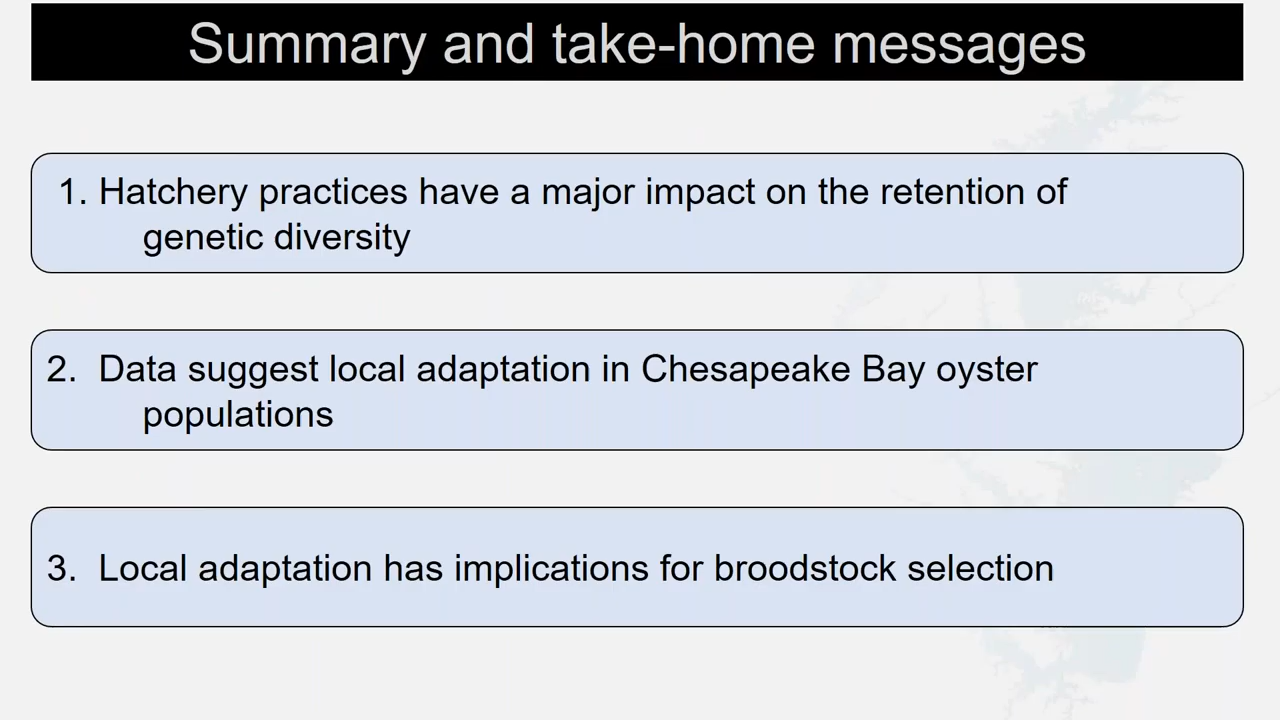 Summary and take-home messages
1. Hatchery practices have a major impact on the retention of
genetic diversity
2. Data suggest local adaptation in Chesapeake Bay oyster
populations
3. Local adaptation has implications for broodstock selection